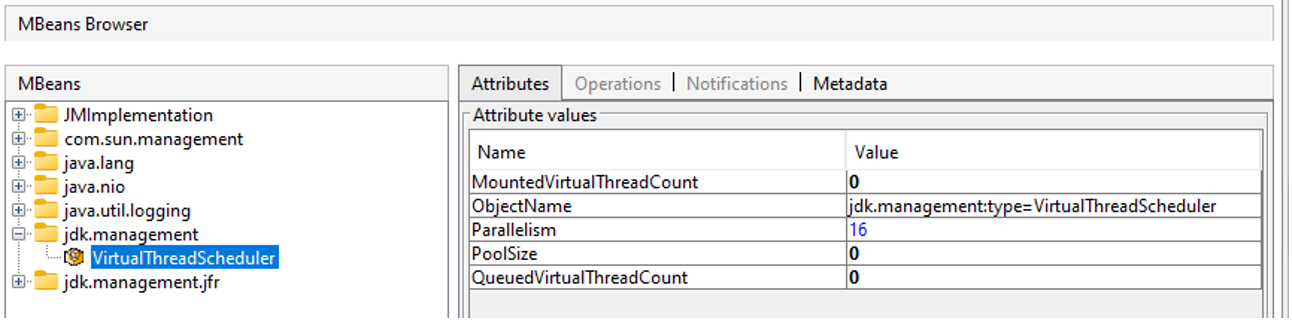 MBeans Browser
MBeans
JMImplementation
com.sun.management
java.lang
java.nio
java.util.logging
jdk.management
VirtualThreadScheduler
jdk.management.jfr
Attributes Operations Notifications Metadata
Attribute values
Name Value
MountedVirtualThreadCount 0
ObjectName jdk.management:type=VirtualThreadScheduler
Parallelism 16
PoolSize 0
QueuedVirtualThreadCount 0